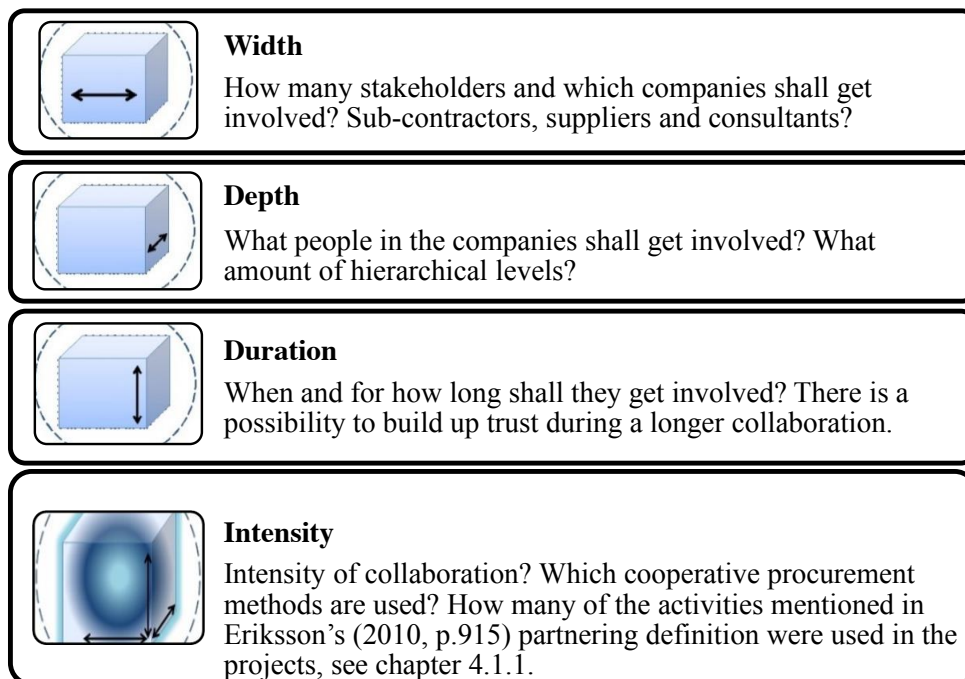 Width
How many stakeholders and which companies shall get
involved? Sub-contractors, suppliers and consultants?
Depth
What people in the companies shall get involved? What
amount of hierarchical levels?
Duration
When and for how long shall they get involved? There is a
possibility to build up trust during a longer collaboration.
Intensity
Intensity of collaboration? Which cooperative procurement
methods are used? How many of the activities mentioned in
Eriksson’s (2010, p.915) partnering definition were used in the
projects, see chapter 4.1.1.